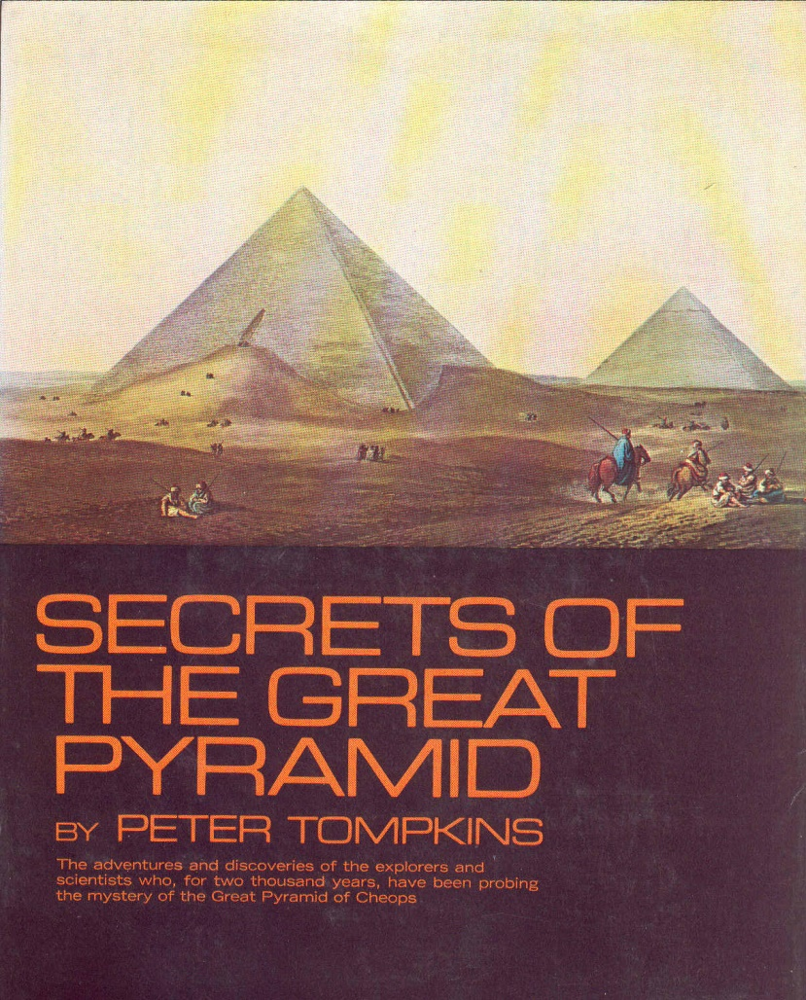 SECRETS OF
THE GREAT
PYRAMID
BY PETER TOMPKINS
The adventures and discoveries of the explorers and
scientists who, for two thousand years, have been probing
the mystery of the Great Pyramid of Cheops